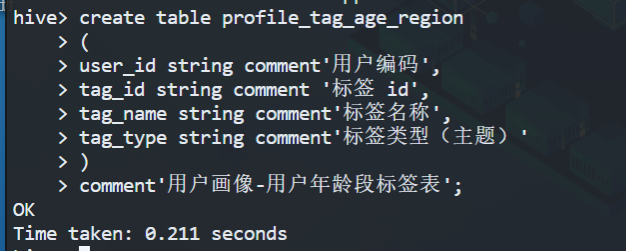 hive> create table profile_tag_age_region
    > (
    > user_id string comment'用户编码',
    > tag_id string comment '标签 id',
    > tag_name string comment'标签名称',
    > tag_type string comment'标签类型（主题）'
    > )
    > comment'用户画像-用户年龄段标签表';
OK
Time taken: 0.211 seconds